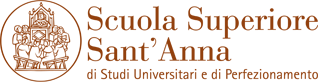 Scuola Superiore
Sant'Anna
di Studi Universitari e di Perfezionamento